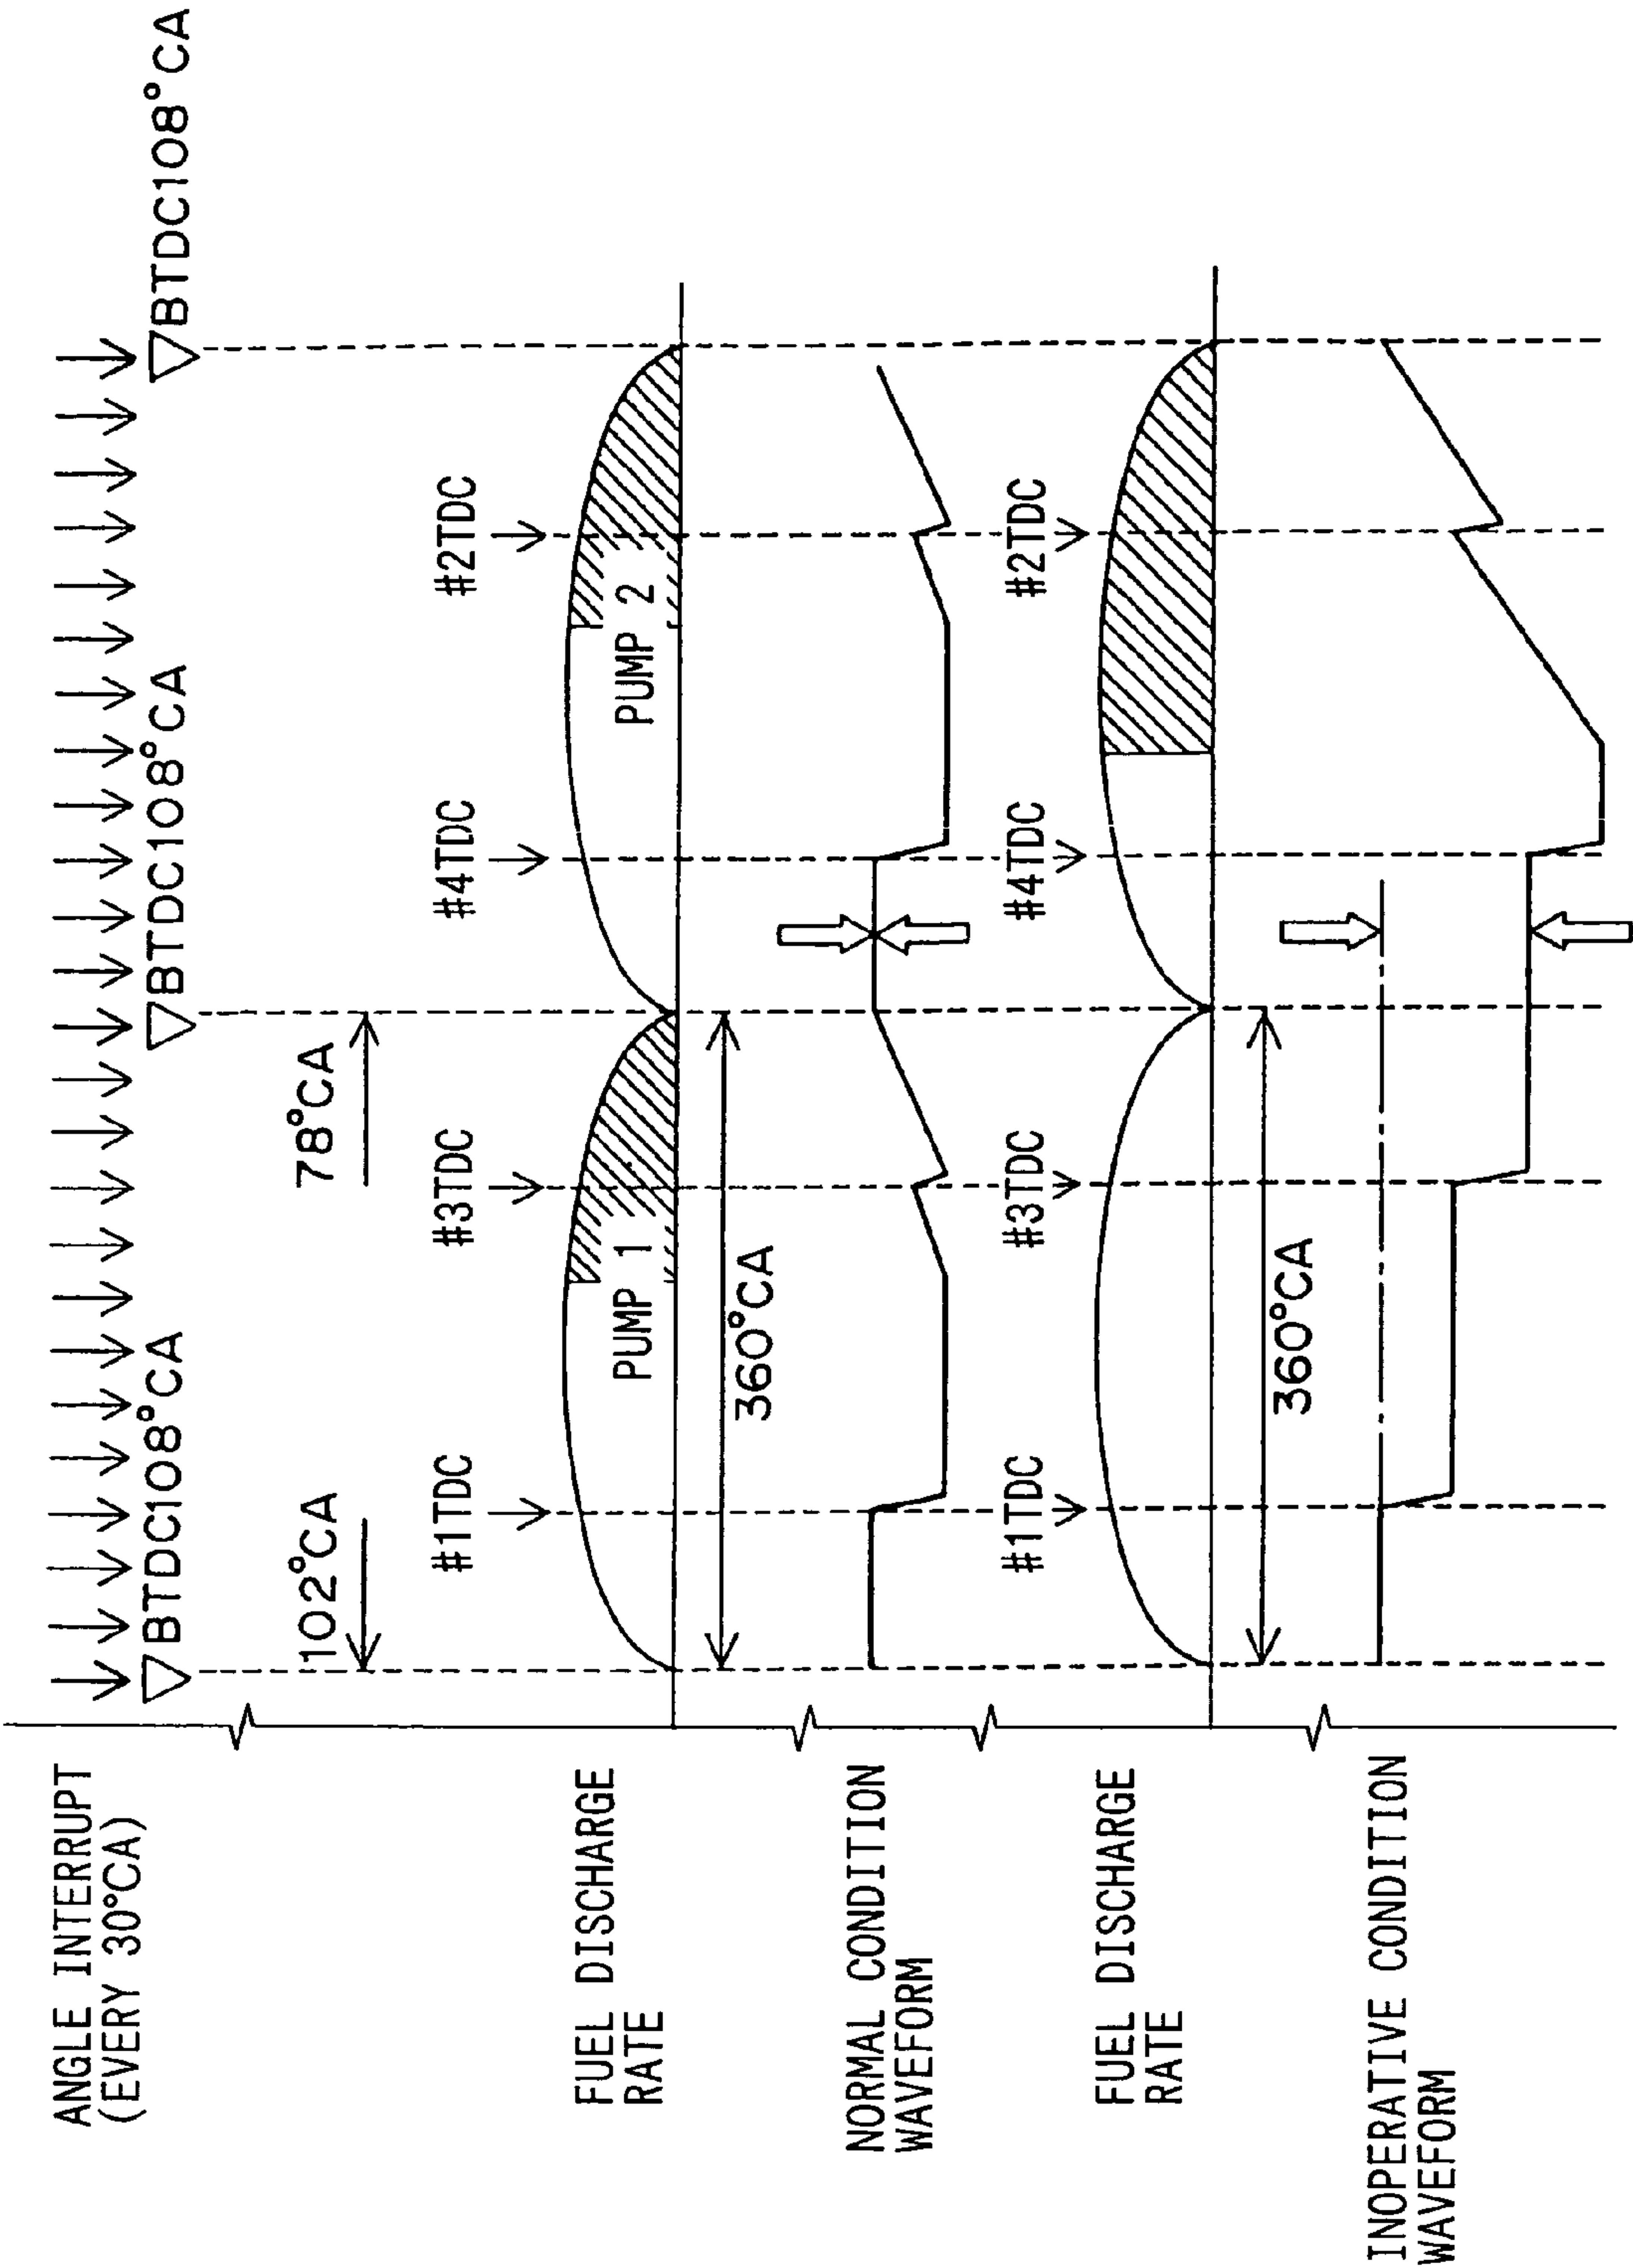 ANGLE INTERRUPT
(EVERY 30°CA)
BTDC108°CA
BTDC108°CA
BTDC108°CA
102°CA
78°CA
#1TDC
#3TDC
#4TDC
#2TDC
FUEL DISCHARGE
RATE
PUMP 1
PUMP 2
360°CA
NORMAL CONDITION
WAVEFORM
#1TDC
#3TDC
#4TDC
#2TDC
FUEL DISCHARGE
RATE
360°CA
INOPERATIVE CONDITION
WAVEFORM